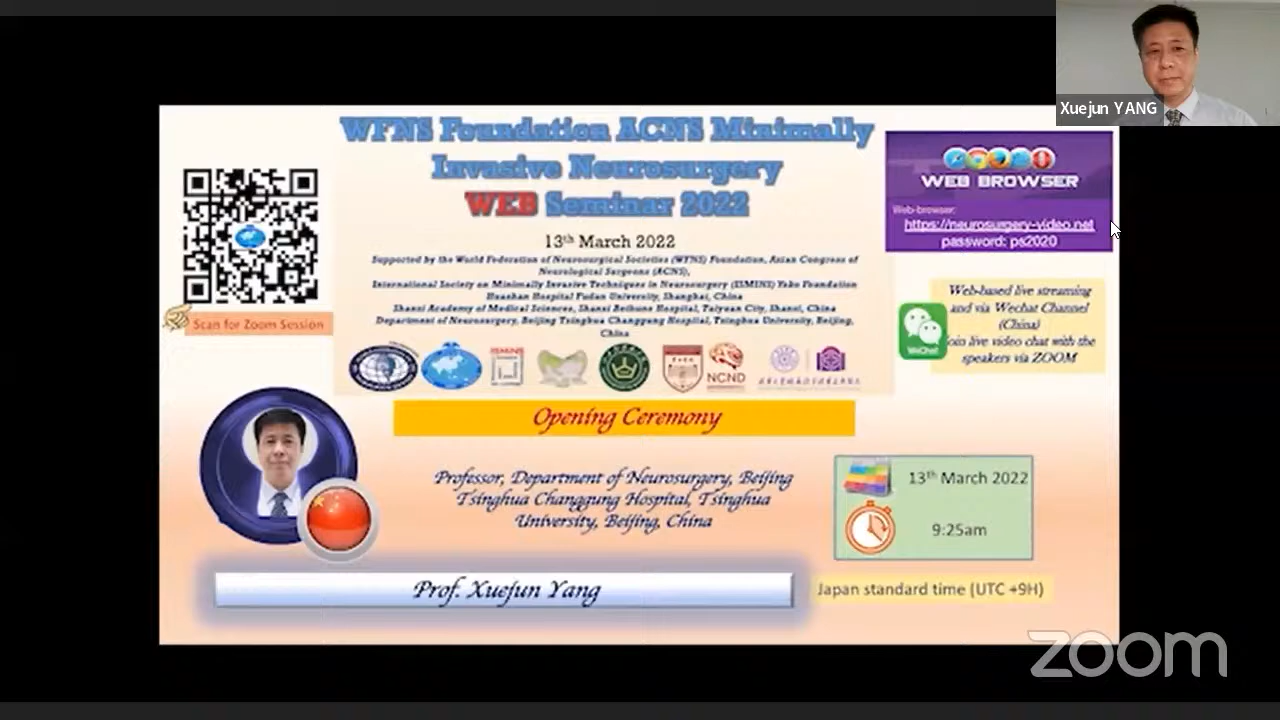 Xuejun YANG
WFNS Foundation ACNS Minimally
Invasive Neurosurgery
WEB Seminar 2022
13th March 2022
Supported by the World Federation of Neurosurgical Societies (WFNS) Foundation, Asian Congress of
Neurological Surgeons (ACNS),
International Society on Minimally Invasive Techniques in Neurosurgery (ISMINS) Yoko Foundation
Huashan Hospital Fudan University, Shanghai, China
Shanxi Academy of Medical Sciences, Shanxi Bethune Hospital, Taiyuan City, Shanxi, China
Department of Neurosurgery, Beijing Tsinghua Changgung Hospital, Tsinghua University, Beijing,
China
Scan for Zoom Session
WEB BROWSER
Web-browser:
https://neurosurgery-video.net
password: ps2020
Web-based live streaming
and via Wechat Channel
(China)
oin live video chat with the
speakers via ZOOM
WeChat
ISMINS
NCND
Opening Ceremony
Professor, Department of Neurosurgery, Beijing
Tsinghua Changgung Hospital, Tsinghua
University, Beijing, China
13th March 2022
9:25am
Prof. Xuejun Yang
Japan standard time (UTC +9H)
zoom